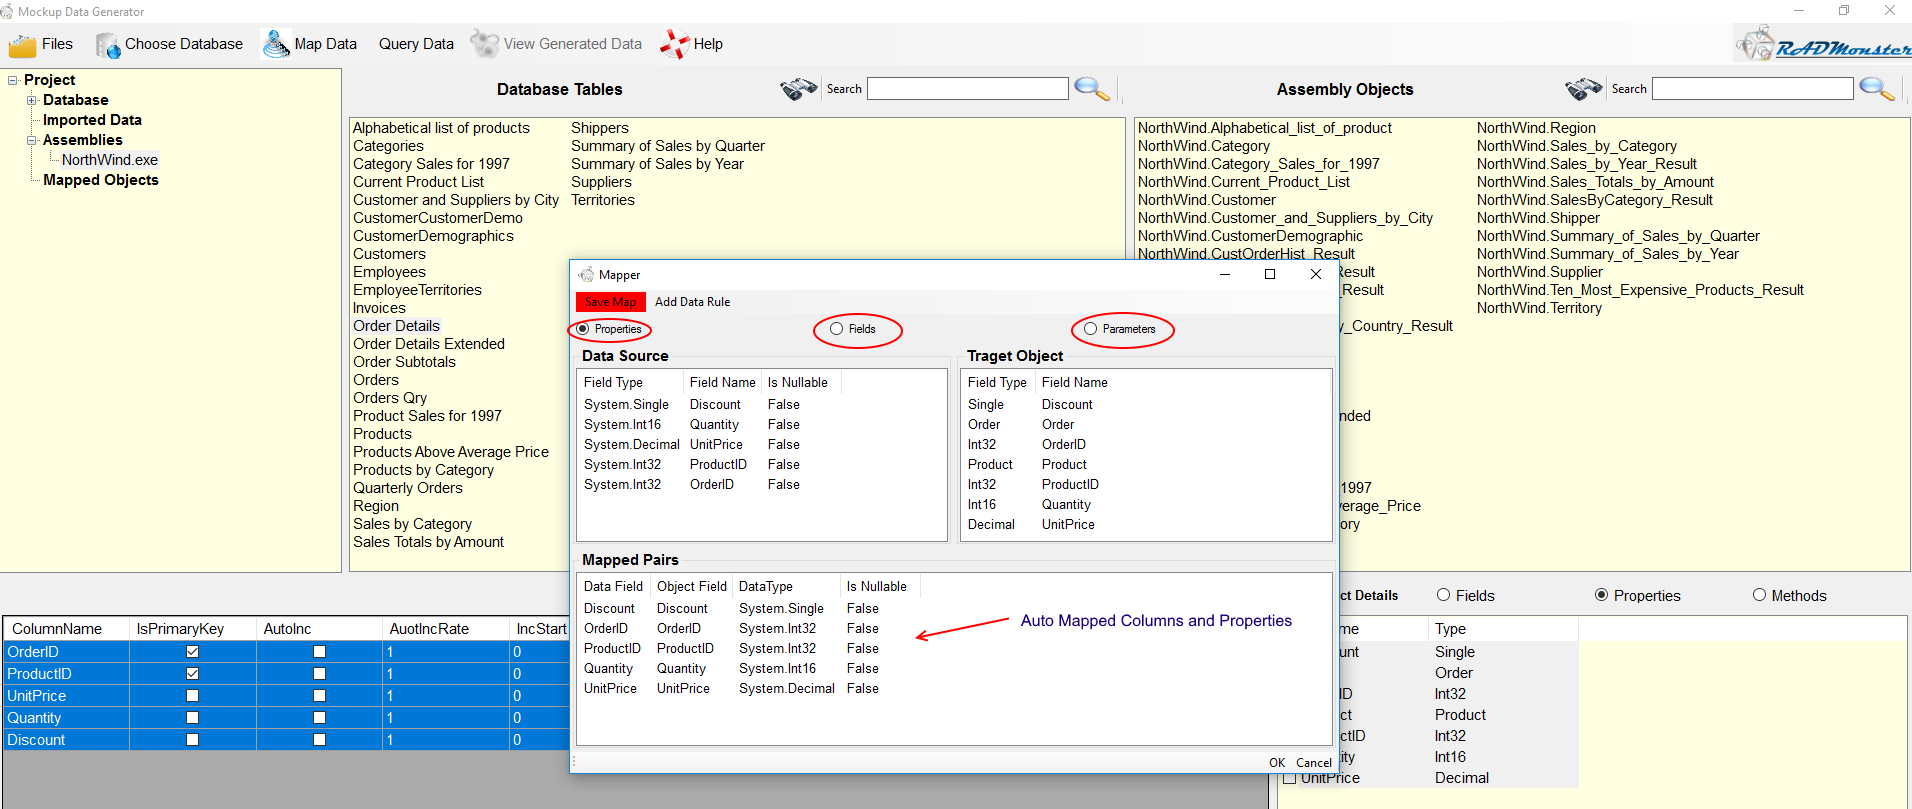 Mockup Data Generator
Files Choose Database Map Data Query Data View Generated Data Help RADMonster
Project
Database
Imported Data
Assemblies
NorthWind.exe
Mapped Objects
Database Tables Search
Alphabetical list of products Shippers
Categories Summary of Sales by Quarter
Category Sales for 1997 Summary of Sales by Year
Current Product List Suppliers
Customer and Suppliers by City Territories
CustomerCustomerDemo
CustomerDemographics
Customers
Employees
EmployeeTerritories
Invoices
Order Details
Order Details Extended
Order Subtotals
Orders
Orders Qry
Product Sales for 1997
Products
Products Above Average Price
Products by Category
Quarterly Orders
Region
Sales by Category
Sales Totals by Amount
Assembly Objects Search
NorthWind.Alphabetical_list_of_product NorthWind.Region
NorthWind.Category NorthWind.Sales_by_Category
NorthWind.Category_Sales_for_1997 NorthWind.Sales_by_Year_Result
NorthWind.Current_Product_List NorthWind.Sales_Totals_by_Amount
NorthWind.Customer NorthWind.SalesByCategory_Result
NorthWind.Customer_and_Suppliers_by_City NorthWind.Shipper
NorthWind.CustomerDemographic NorthWind.Summary_of_Sales_by_Quarter
NorthWind.CustOrderHist_Result NorthWind.Summary_of_Sales_by_Year
Result NorthWind.Supplier
Result NorthWind.Ten_Most_Expensive_Products_Result
NorthWind.Territory
y_Country_Result
nded
1997
verage_Price
ory
Mapper
Save Map Add Data Rule
Properties Fields Parameters
Data Source
Field Type Field Name Is Nullable
System.Single Discount False
System.Int16 Quantity False
System.Decimal UnitPrice False
System.Int32 ProductID False
System.Int32 OrderID False
Traget Object
Field Type Field Name
Single Discount
Order Order
Int32 OrderID
Product Product
Int32 ProductID
Int16 Quantity
Decimal UnitPrice
Mapped Pairs
Data Field Object Field DataType Is Nullable
Discount Discount System.Single False
OrderID OrderID System.Int32 False
ProductID ProductID System.Int32 False
Quantity Quantity System.Int16 False
UnitPrice UnitPrice System.Decimal False
Auto Mapped Columns and Properties
OK Cancel
ColumnName IsPrimaryKey AutoInc AuotIncRate IncStart
OrderID 1 0
ProductID 1 0
UnitPrice 1 0
Quantity 1 0
Discount 1 0
ct Details Fields Properties Methods
me Type
unt Single
Order
ID Int32
ct Product
ctID Int32
ity Int16
UnitPrice Decimal